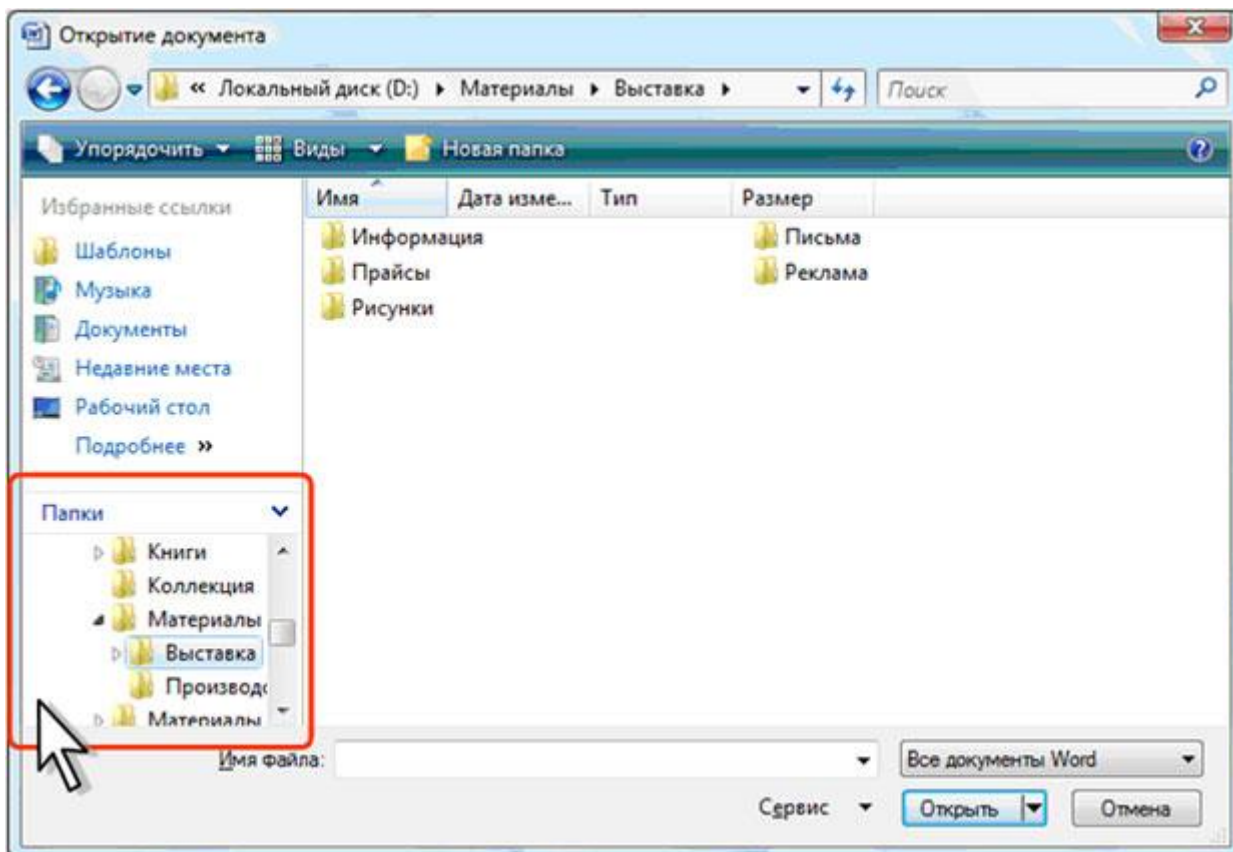 Открытие документа
« Локальный диск (D:) Материалы Выставка Поиск
Упорядочить Виды Новая папка
Избранные ссылки
Шаблоны
Музыка
Документы
Недавние места
Рабочий стол
Подробнее »
Папки
Книги
Коллекция
Материалы
Выставка
Производс
Материалы
Имя Дата изме... Тип Размер
Информация Письма
Прайсы Реклама
Рисунки
Имя файла: Все документы Word
Сервис Открыть Отмена